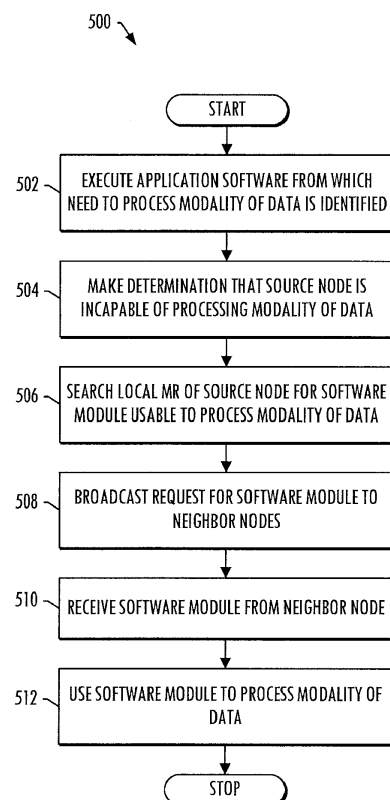 500
START
502
EXECUTE APPLICATION SOFTWARE FROM WHICH
NEED TO PROCESS MODALITY OF DATA IS IDENTIFIED
504
MAKE DETERMINATION THAT SOURCE NODE IS
INCAPABLE OF PROCESSING MODALITY OF DATA
506
SEARCH LOCAL MR OF SOURCE NODE FOR SOFTWARE
MODULE USABLE TO PROCESS MODALITY OF DATA
508
BROADCAST REQUEST FOR SOFTWARE MODULE TO
NEIGHBOR NODES
510
RECEIVE SOFTWARE MODULE FROM NEIGHBOR NODE
512
USE SOFTWARE MODULE TO PROCESS MODALITY OF
DATA
STOP